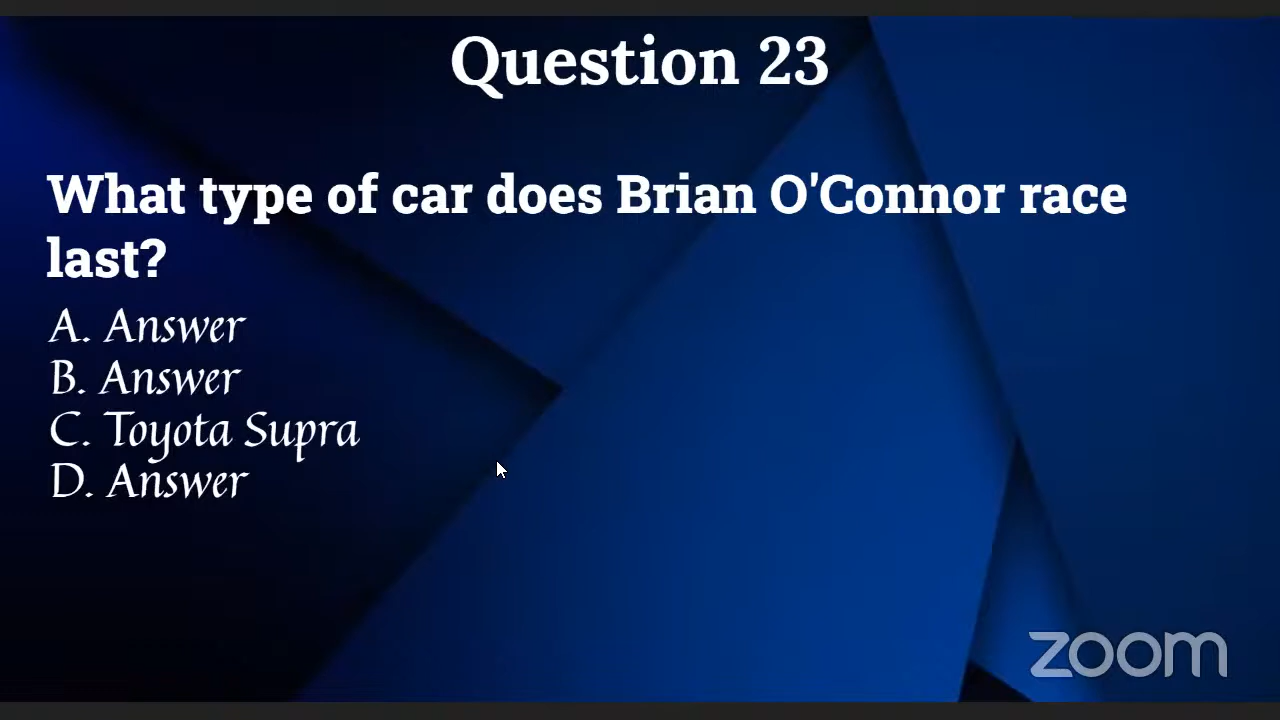 Question 23
What type of car does Brian O'Connor race
last?
A. Answer
B. Answer
C. Toyota Supra
D. Answer
zoom